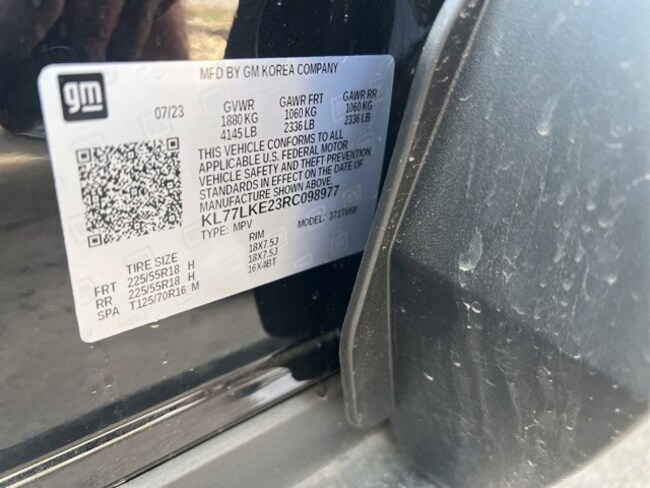 gm
MFD BY GM KOREA COMPANY
07/23 GVWR GAWR FRT GAWR RR
1880 KG 1060 KG 1060 KG
4145 LB 2336 LB 2336 LB
THIS VEHICLE CONFORMS TO ALL
APPLICABLE U.S. FEDERAL MOTOR
VEHICLE SAFETY AND THEFT PREVENTION
STANDARDS IN EFFECT ON THE DATE OF
MANUFACTURE SHOWN ABOVE.
KL77LKE23RC098977
TYPE: MPV MODEL:
TIRE SIZE RIM
FRT 225/55R18 H 18X7.5J
RR 225/55R18 H 18X7.5J
SPA T125/70R16 M 16X4BT